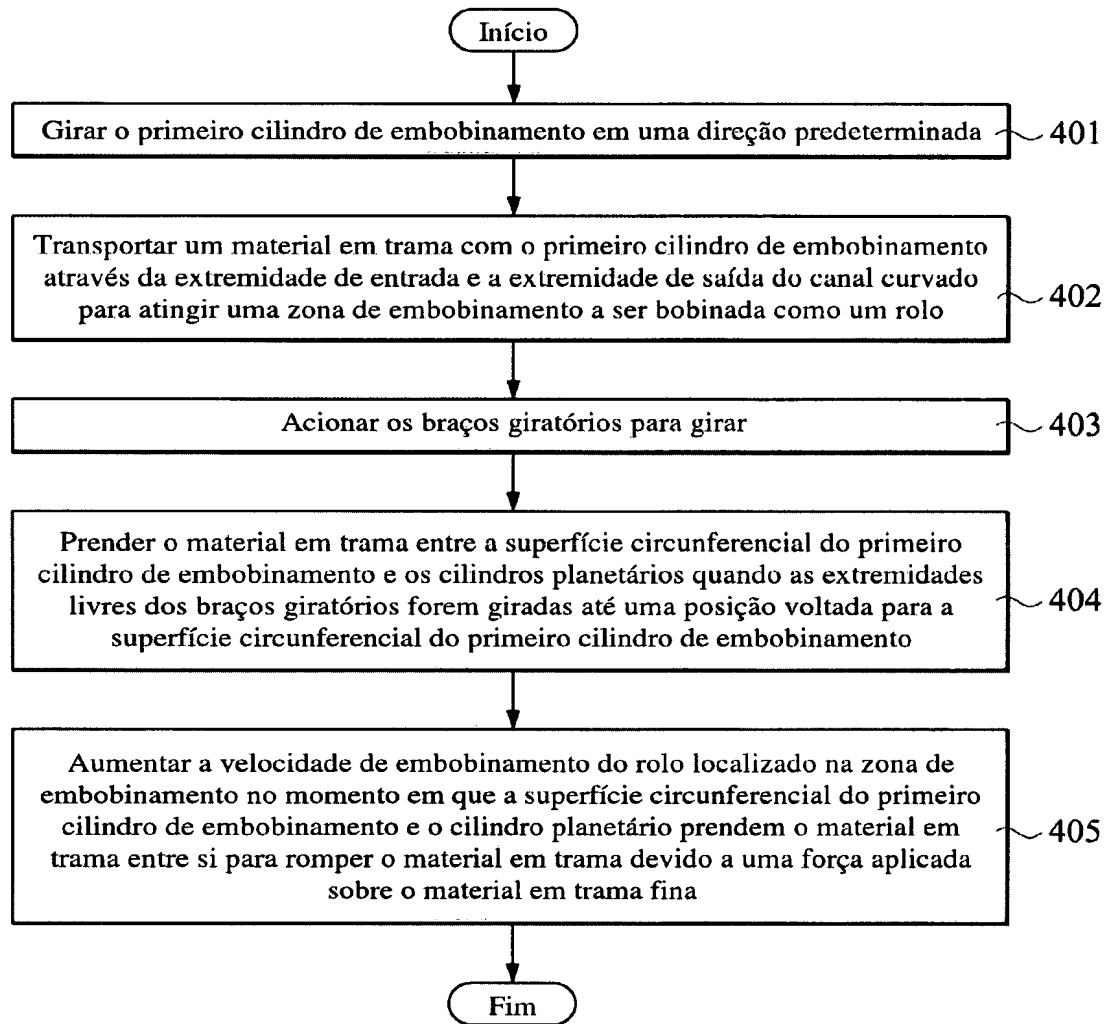 Início
Girar o primeiro cilindro de embobinamento em uma direção predeterminada
401
Transportar um material em trama com o primeiro cilindro de embobinamento
através da extremidade de entrada e a extremidade de saída do canal curvado
para atingir uma zona de embobinamento a ser bobinada como um rolo
402
Acionar os braços giratórios para girar
403
Prender o material em trama entre a superfície circunferencial do primeiro
cilindro de embobinamento e os cilindros planetários quando as extremidades
livres dos braços giratórios forem giradas até uma posição voltada para a
superfície circunferencial do primeiro cilindro de embobinamento
404
Aumentar a velocidade de embobinamento do rolo localizado na zona de
embobinamento no momento em que a superfície circunferencial do primeiro
cilindro de embobinamento e o cilindro planetário prendem o material em
trama entre si para romper o material em trama devido a uma força aplicada
sobre o material em trama fina
405
Fim